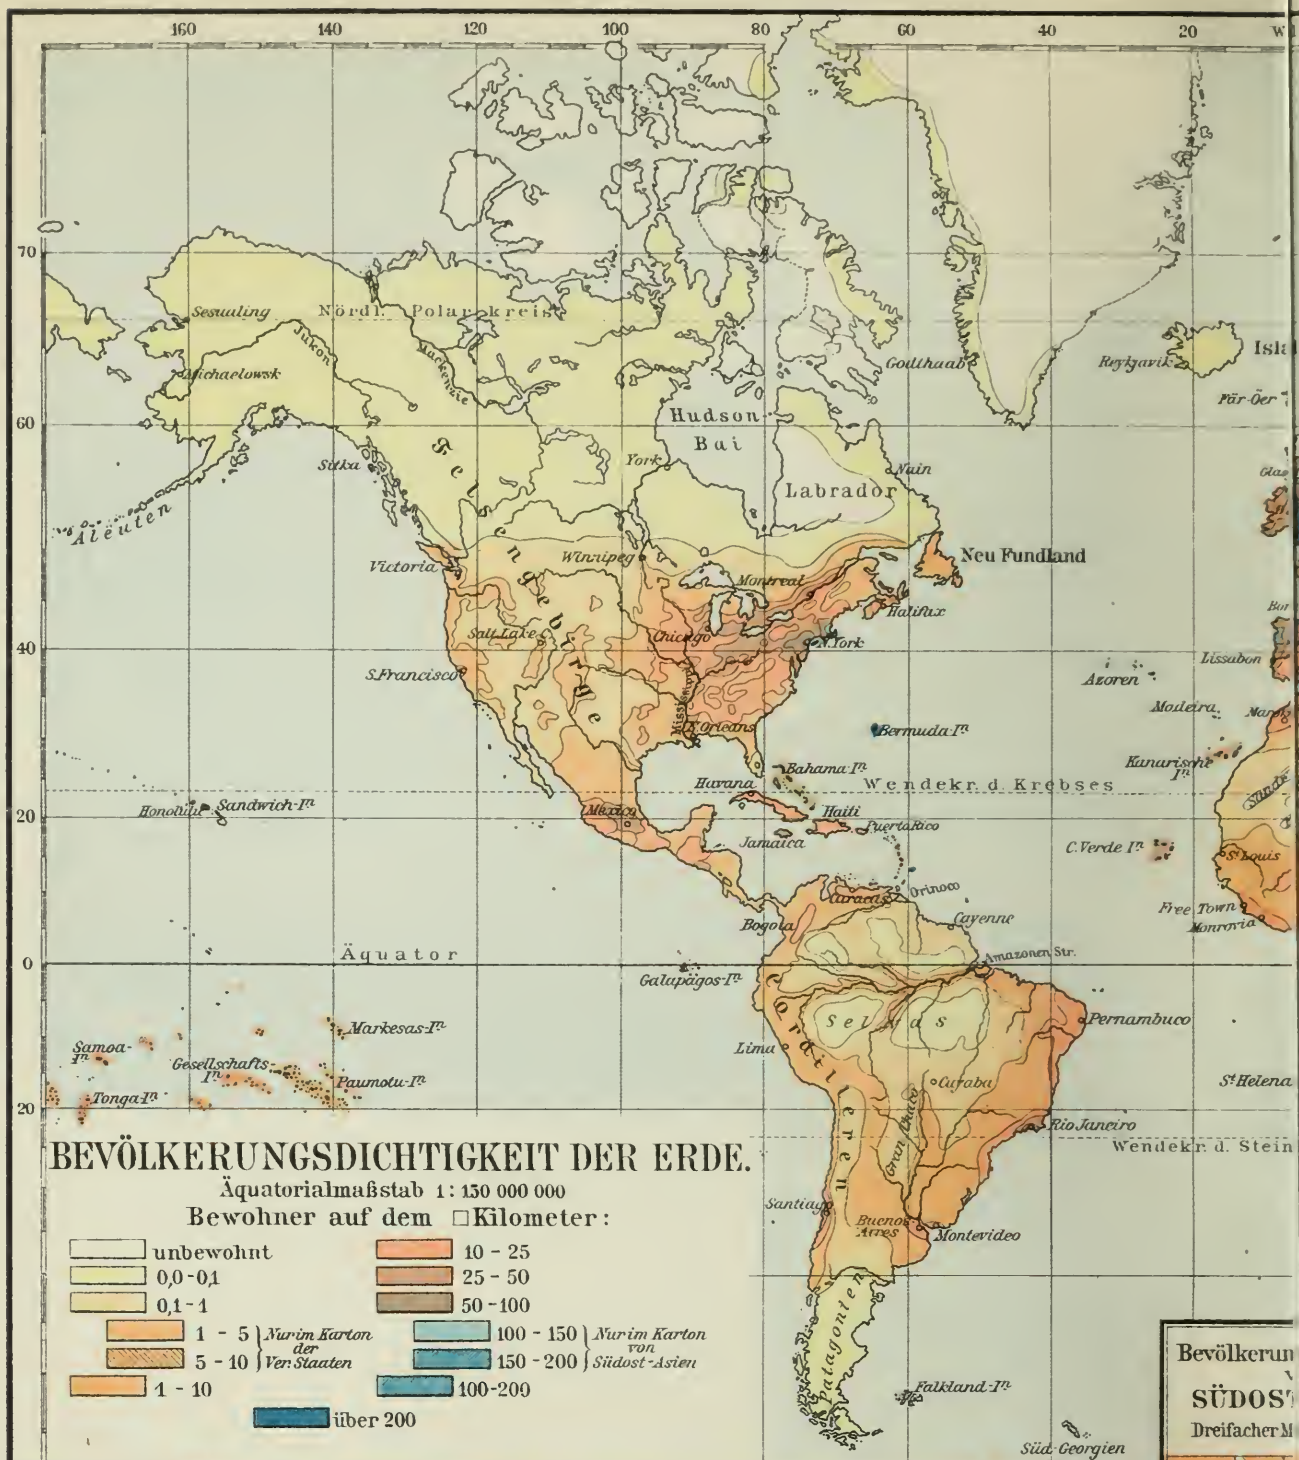 160 140 120 100 80 60 40 20
70
Sesualing
Nördl. Polarkreis
Jukon
Mackenzie
Michaelowsk
Godthaab
Reykjavik
Isla
Fär-Öer
60
Hudson
Bai
Sitka
York
Nain
Labrador
Aleuten
Felsengebirge
Victoria
Winnipeg
Montreal
Neu Fundland
Halifax
Salt Lake C.
Chicago
N. York
40
S. Francisco
Mississippi
N. Orleans
Lissabon
Azoren
Madeira
Marok
Bermuda-Iⁿ
Kanarische
Iⁿ
Bahama-Iⁿ
Havana
Wendekr. d. Krebses
Honolulu
Sandwich-Iⁿ
20
Mexico
Haiti
Puerto Rico
Jamaica
C. Verde Iⁿ
St. Louis
Caracas
Orinoco
Free Town
Monrovia
Bogota
Cayenne
Äquator
0
Amazonen Str.
Galapagos-Iⁿ
Cordilleren
Selvas
Markesas-Iⁿ
Samoa-
Iⁿ
Gesellschafts
Iⁿ
Paumotu-Iⁿ
Tonga-Iⁿ
Pernambuco
Lima
Cuyaba
St Helena
20
Gran Chaco
Rio Janeiro
Wendekr. d. Stein
BEVÖLKERUNGSDICHTIGKEIT DER ERDE.
Äquatorialmaßstab 1:150 000 000
Bewohner auf dem □Kilometer:
unbewohnt
0,0-0,1
0,1-1
1 - 5
5 - 10
Nur im Karton
der
Ver. Staaten
1 - 10
10 - 25
25 - 50
50 - 100
100 - 150
150 - 200
Nur im Karton
von
Südost-Asien
100-200
über 200
Santiago
Buenos
Aires
Montevideo
Patagonien
Falkland-Iⁿ
Süd-Georgien
Bevölkerun
SÜDOST
Dreifacher M